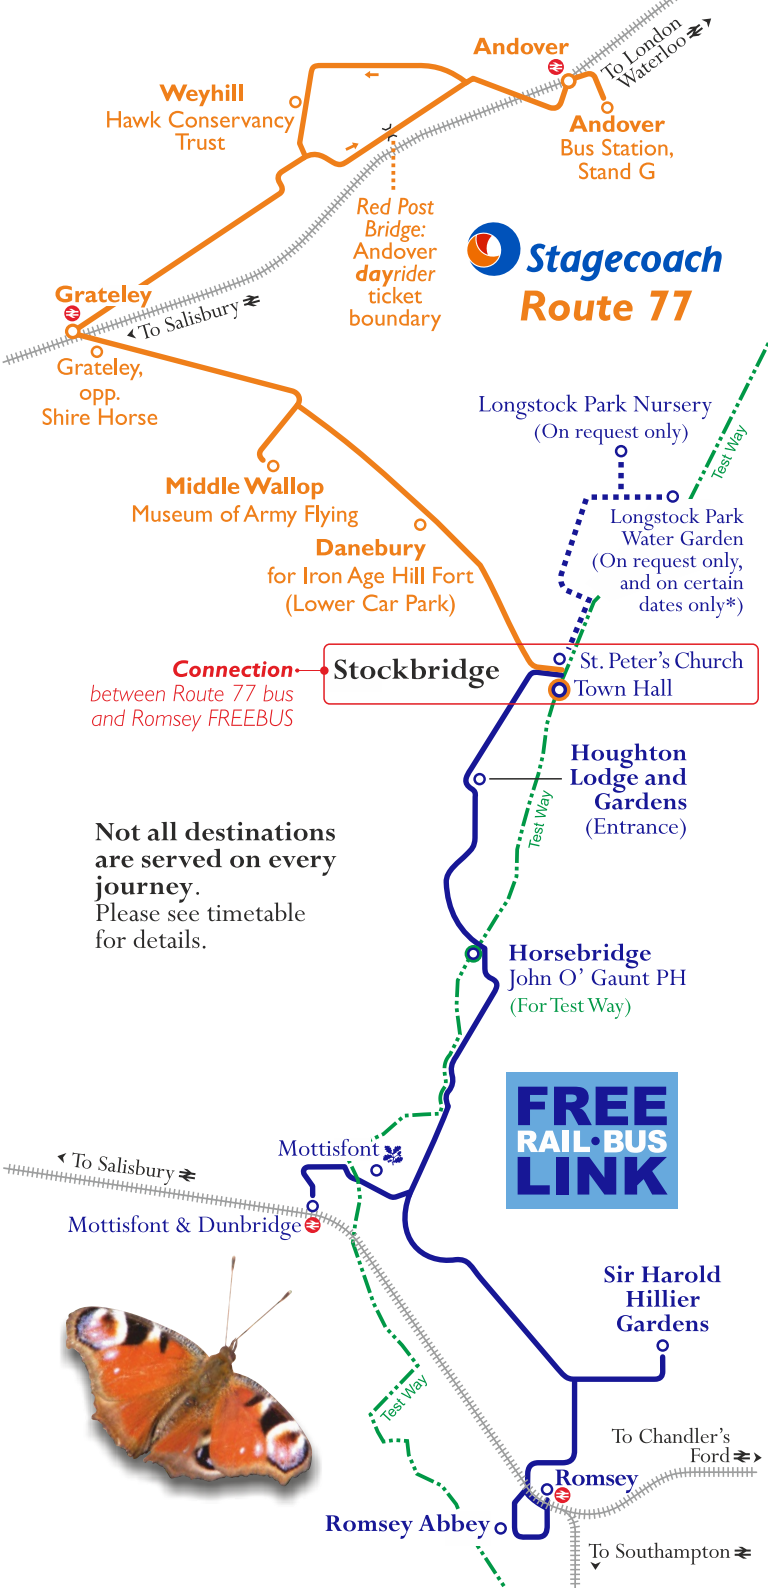 Andover
To London
Waterloo
Weyhill
Hawk Conservancy
Trust
Andover
Bus Station,
Stand G
Red Post
Bridge:
Andover
dayrider
ticket
boundary
Stagecoach
Route 77
Grateley
To Salisbury
Grateley,
opp.
Shire Horse
Longstock Park Nursery
(On request only)
Test Way
Middle Wallop
Museum of Army Flying
Longstock Park
Water Garden
(On request only,
and on certain
dates only*)
Danebury
for Iron Age Hill Fort
(Lower Car Park)
Connection
between Route 77 bus
and Romsey FREEBUS
Stockbridge
St. Peter's Church
Town Hall
Houghton
Lodge and
Gardens
(Entrance)
Test Way
Not all destinations
are served on every
journey.
Please see timetable
for details.
Horsebridge
John O' Gaunt PH
(For Test Way)
FREE
RAIL•BUS
LINK
Mottisfont
To Salisbury
Mottisfont & Dunbridge
Sir Harold
Hillier
Gardens
Test Way
To Chandler's
Ford
Romsey
Romsey Abbey
To Southampton